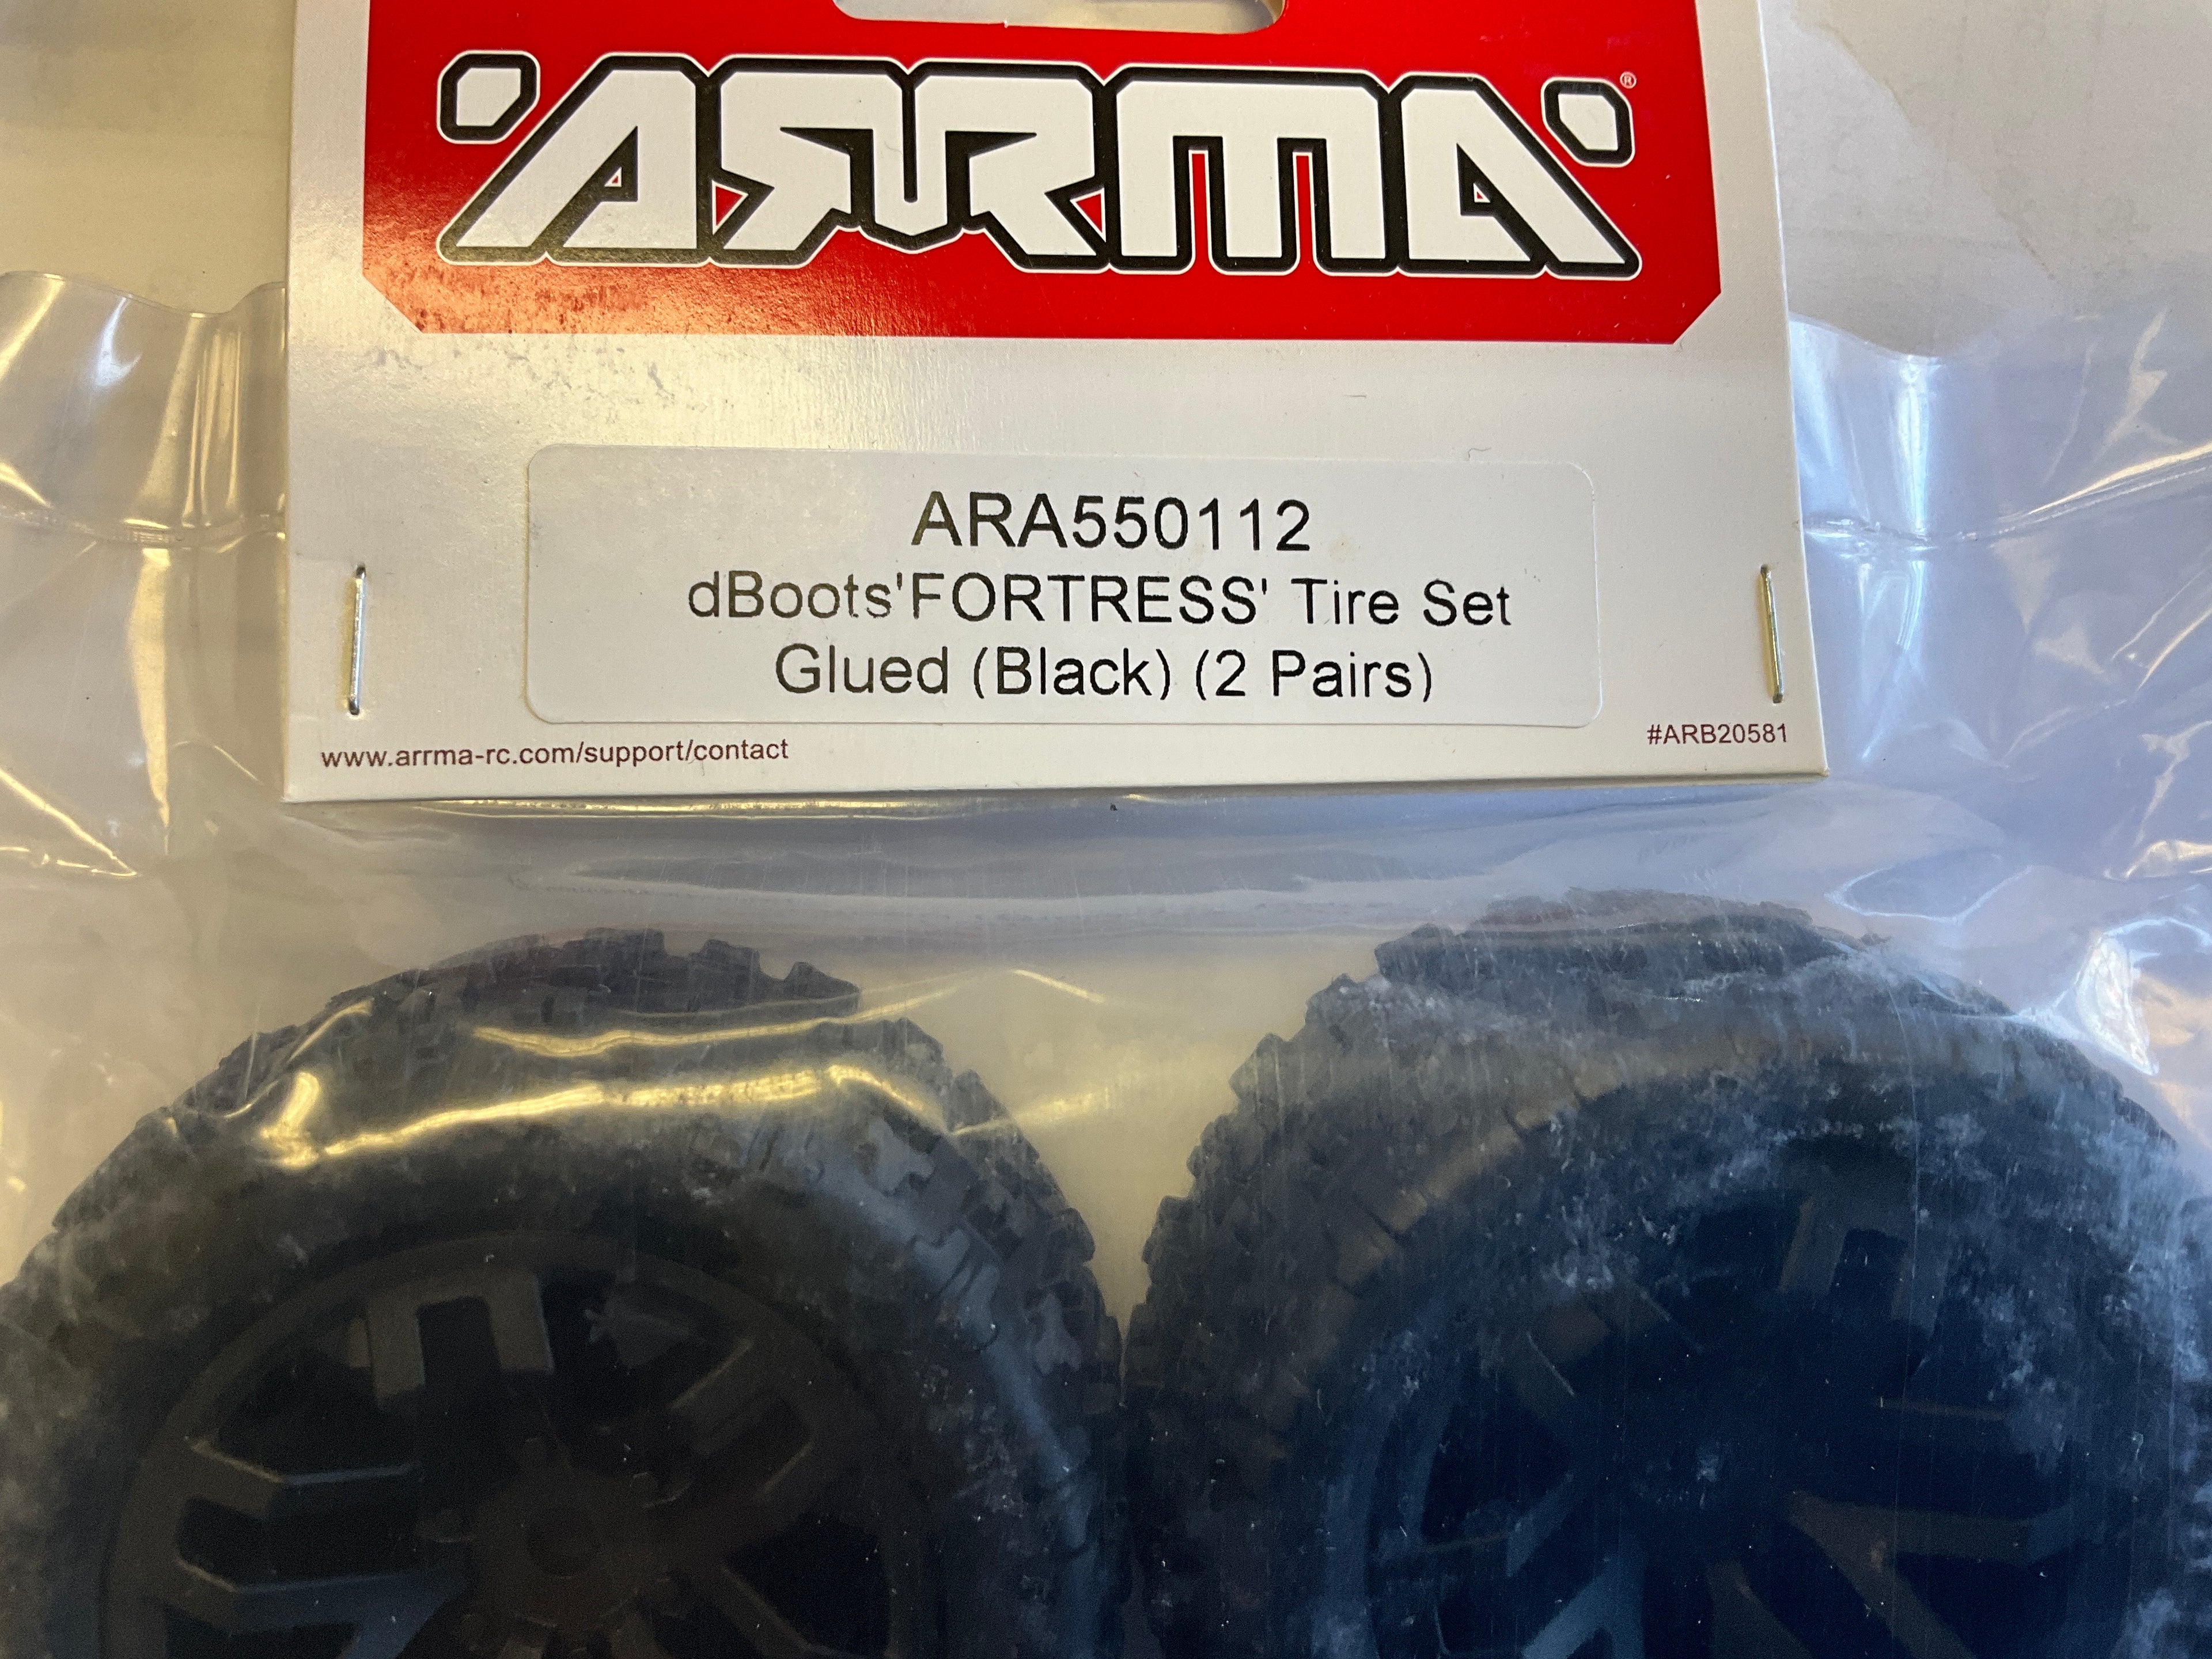 ARRMA®
ARA550112
dBoots'FORTRESS' Tire Set
Glued (Black) (2 Pairs)
www.arrma-rc.com/support/contact
#ARB20581